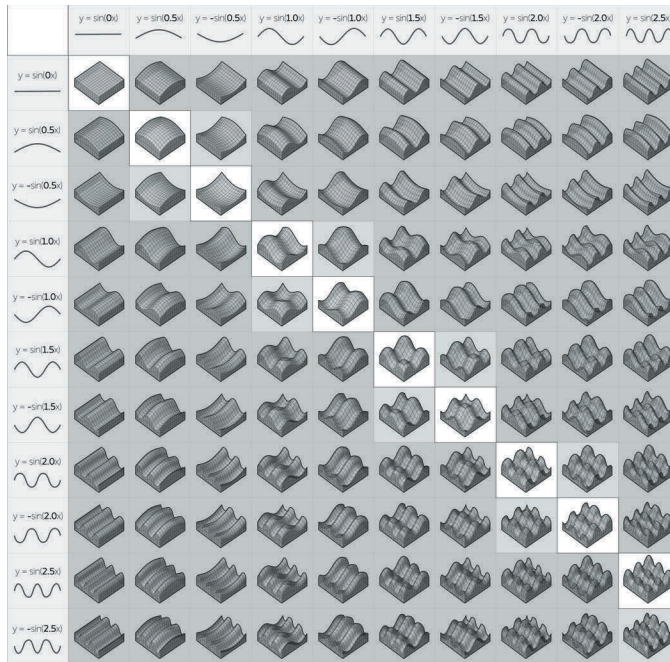 y = sin(0x) y = sin(0.5x) y = -sin(0.5x) y = sin(1.0x) y = -sin(1.0x) y = sin(1.5x) y = -sin(1.5x) y = sin(2.0x) y = -sin(2.0x) y = sin(2.5x
y = sin(0x)
y = sin(0.5x)
y = -sin(0.5x)
y = sin(1.0x)
y = -sin(1.0x)
y = sin(1.5x)
y = -sin(1.5x)
y = sin(2.0x)
y = -sin(2.0x)
y = sin(2.5x)
y = -sin(2.5x)